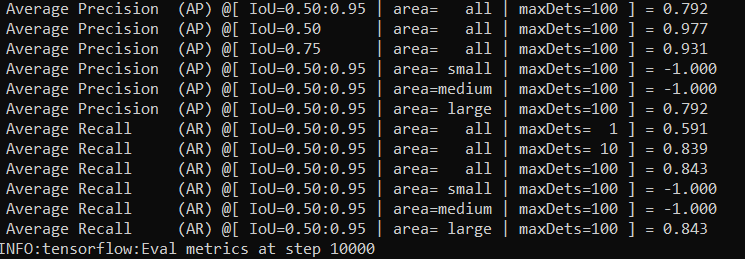 Average Precision  (AP) @[ IoU=0.50:0.95 | area=   all | maxDets=100 ] = 0.792
Average Precision  (AP) @[ IoU=0.50      | area=   all | maxDets=100 ] = 0.977
Average Precision  (AP) @[ IoU=0.75      | area=   all | maxDets=100 ] = 0.931
Average Precision  (AP) @[ IoU=0.50:0.95 | area= small | maxDets=100 ] = -1.000
Average Precision  (AP) @[ IoU=0.50:0.95 | area=medium | maxDets=100 ] = -1.000
Average Precision  (AP) @[ IoU=0.50:0.95 | area= large | maxDets=100 ] = 0.792
Average Recall     (AR) @[ IoU=0.50:0.95 | area=   all | maxDets=  1 ] = 0.591
Average Recall     (AR) @[ IoU=0.50:0.95 | area=   all | maxDets= 10 ] = 0.839
Average Recall     (AR) @[ IoU=0.50:0.95 | area=   all | maxDets=100 ] = 0.843
Average Recall     (AR) @[ IoU=0.50:0.95 | area= small | maxDets=100 ] = -1.000
Average Recall     (AR) @[ IoU=0.50:0.95 | area=medium | maxDets=100 ] = -1.000
Average Recall     (AR) @[ IoU=0.50:0.95 | area= large | maxDets=100 ] = 0.843
INFO:tensorflow:Eval metrics at step 10000